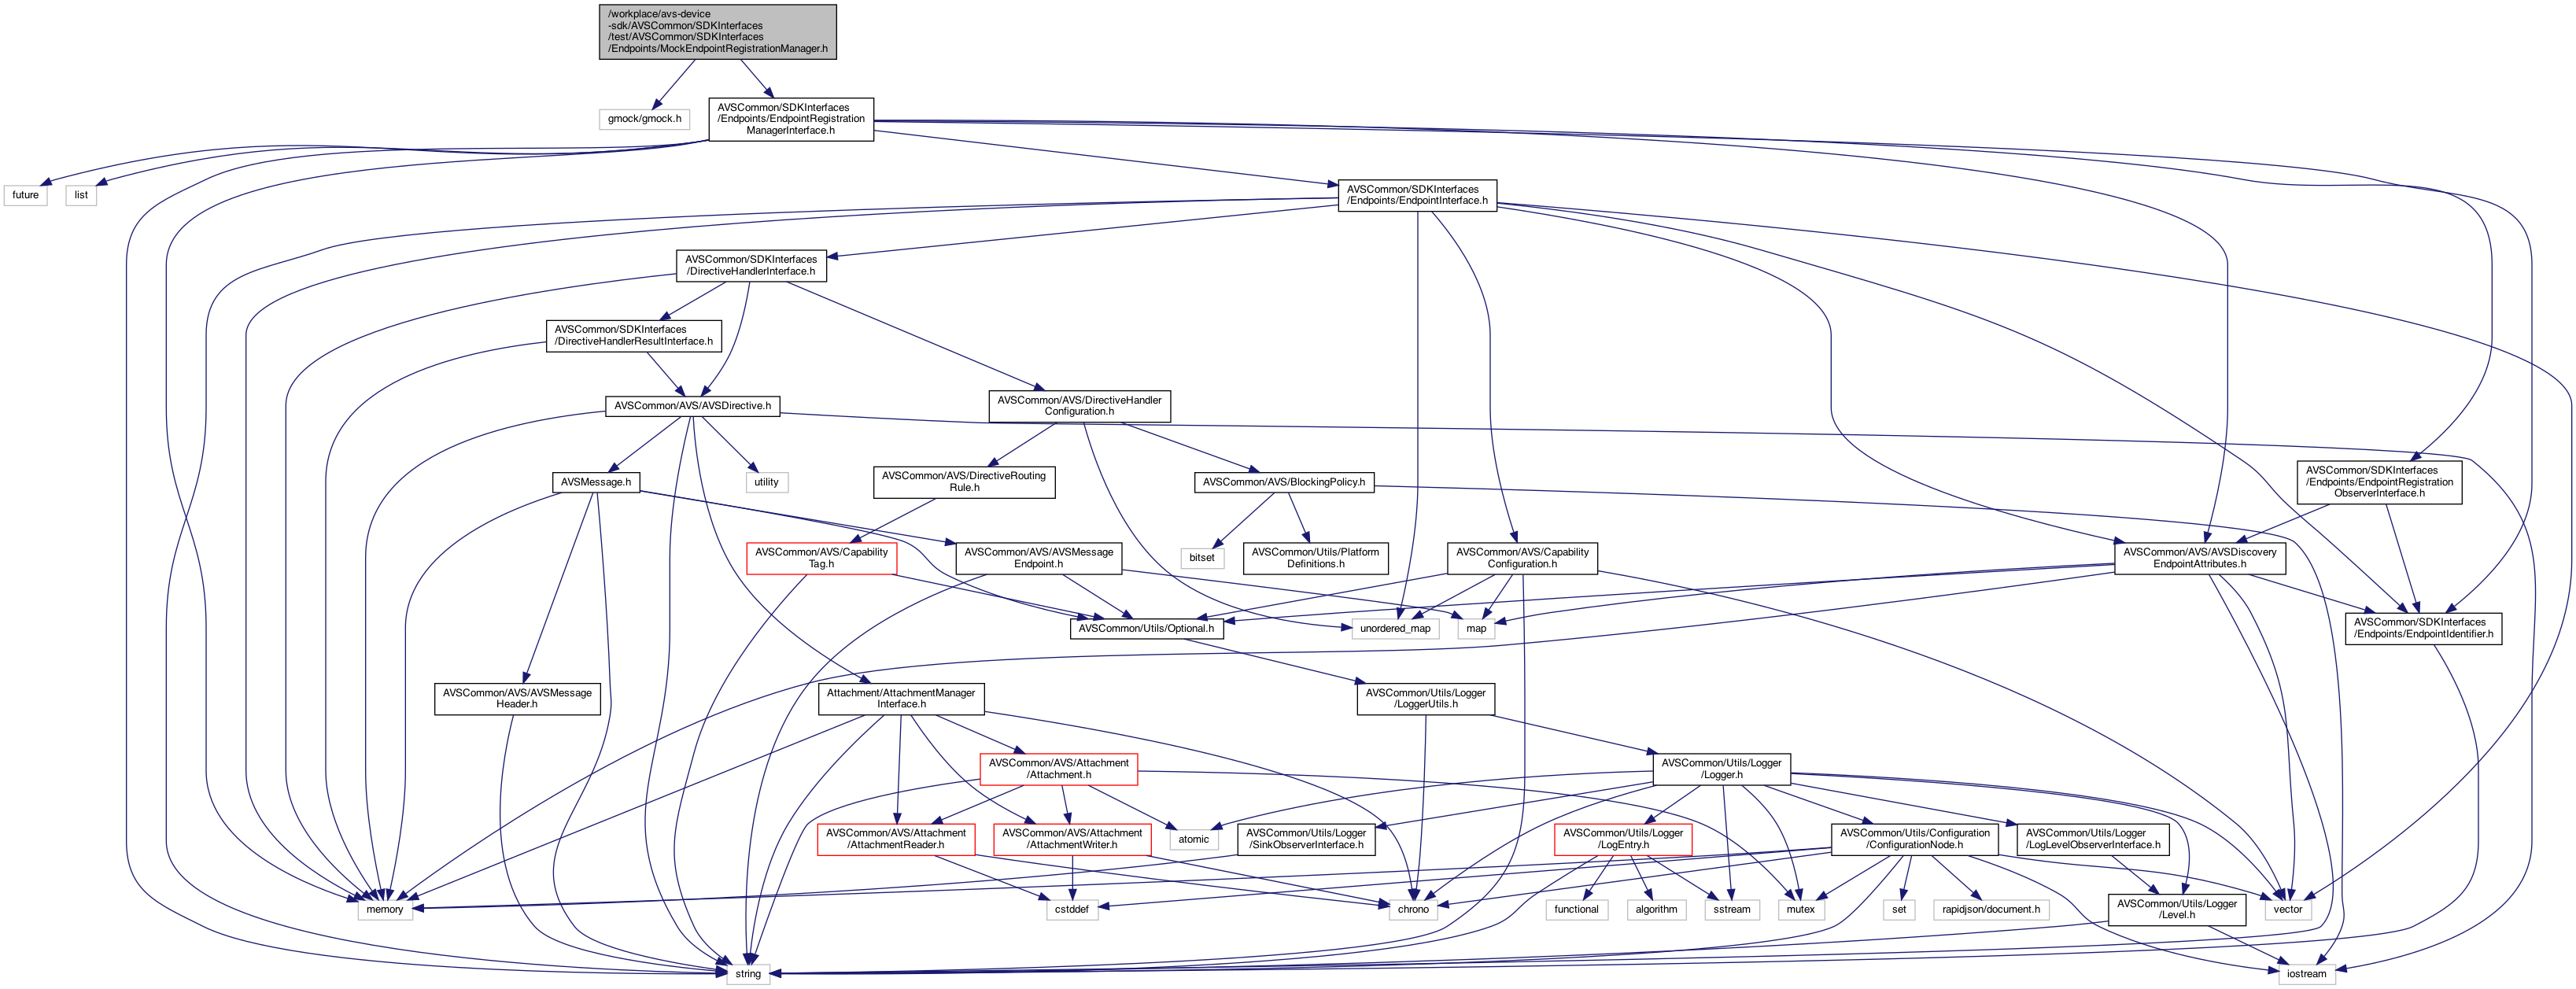 /workplace/avs-device
-sdk/AVSCommon/SDKInterfaces
/test/AVSCommon/SDKInterfaces
/Endpoints/MockEndpointRegistrationManager.h
gmock/gmock.h
AVSCommon/SDKInterfaces
/Endpoints/EndpointRegistration
ManagerInterface.h
future
list
AVSCommon/SDKInterfaces
/Endpoints/EndpointInterface.h
AVSCommon/SDKInterfaces
/DirectiveHandlerInterface.h
AVSCommon/SDKInterfaces
/DirectiveHandlerResultInterface.h
AVSCommon/AVS/AVSDirective.h
AVSCommon/AVS/DirectiveHandler
Configuration.h
AVSMessage.h
utility
AVSCommon/AVS/DirectiveRouting
Rule.h
AVSCommon/AVS/BlockingPolicy.h
AVSCommon/SDKInterfaces
/Endpoints/EndpointRegistration
ObserverInterface.h
AVSCommon/AVS/Capability
Tag.h
AVSCommon/AVS/AVSMessage
Endpoint.h
bitset
AVSCommon/Utils/Platform
Definitions.h
AVSCommon/AVS/Capability
Configuration.h
AVSCommon/AVS/AVSDiscovery
EndpointAttributes.h
AVSCommon/Utils/Optional.h
unordered_map
map
AVSCommon/SDKInterfaces
/Endpoints/EndpointIdentifier.h
AVSCommon/AVS/AVSMessage
Header.h
Attachment/AttachmentManager
Interface.h
AVSCommon/Utils/Logger
/LoggerUtils.h
AVSCommon/AVS/Attachment
/Attachment.h
AVSCommon/Utils/Logger
/Logger.h
AVSCommon/AVS/Attachment
/AttachmentReader.h
AVSCommon/AVS/Attachment
/AttachmentWriter.h
atomic
AVSCommon/Utils/Logger
/SinkObserverInterface.h
AVSCommon/Utils/Logger
/LogEntry.h
AVSCommon/Utils/Configuration
/ConfigurationNode.h
AVSCommon/Utils/Logger
/LogLevelObserverInterface.h
memory
cstddef
chrono
functional
algorithm
sstream
mutex
set
rapidjson/document.h
AVSCommon/Utils/Logger
/Level.h
vector
string
iostream